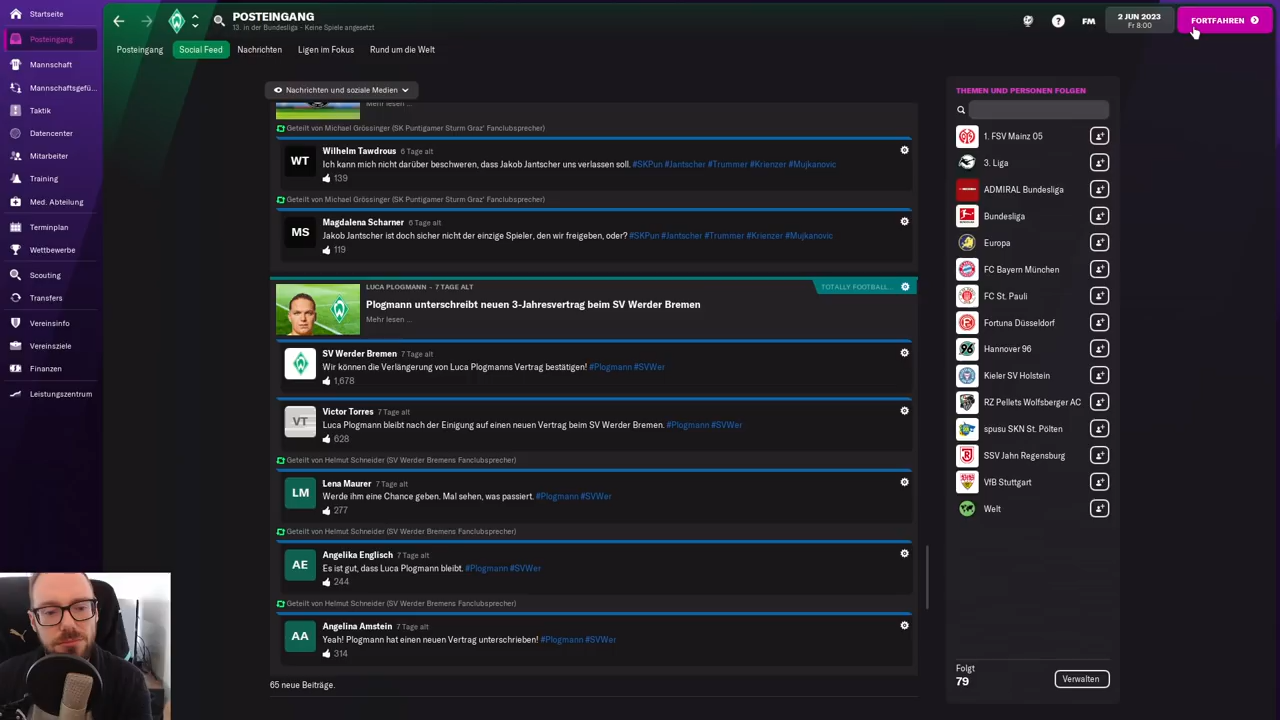 Startseite
Posteingang
Mannschaft
Mannschaftsgefü...
Taktik
Datencenter
Mitarbeiter
Training
Med. Abteilung
Terminplan
Wettbewerbe
Scouting
Transfers
Vereinsinfo
Vereinsziele
Finanzen
Leistungszentrum
POSTEINGANG
13. in der Bundesliga - Keine Spiele angesetzt
FM
2 JUN 2023
Fr 8:00
FORTFAHREN
Posteingang
Social Feed
Nachrichten
Ligen im Fokus
Rund um die Welt
Nachrichten und soziale Medien
Mehr lesen ...
Geteilt von Michael Grössinger (SK Puntigamer Sturm Graz' Fanclubsprecher)
WT
Wilhelm Tawdrous 6 Tage alt
Ich kann mich nicht darüber beschweren, dass Jakob Jantscher uns verlassen soll. #SKPun #Jantscher #Trummer #Krienzer #Mujkanovic
139
Geteilt von Michael Grössinger (SK Puntigamer Sturm Graz' Fanclubsprecher)
MS
Magdalena Scharner 6 Tage alt
Jakob Jantscher ist doch sicher nicht der einzige Spieler, den wir freigeben, oder? #SKPun #Jantscher #Trummer #Krienzer #Mujkanovic
119
LUCA PLOGMANN - 7 TAGE ALT
TOTALLY FOOTBALL...
Plogmann unterschreibt neuen 3-Jahresvertrag beim SV Werder Bremen
Mehr lesen ...
SV Werder Bremen 7 Tage alt
Wir können die Verlängerung von Luca Plogmanns Vertrag bestätigen! #Plogmann #SVWer
1,678
VT
Victor Torres 7 Tage alt
Luca Plogmann bleibt nach der Einigung auf einen neuen Vertrag beim SV Werder Bremen. #Plogmann #SVWer
628
Geteilt von Helmut Schneider (SV Werder Bremens Fanclubsprecher)
LM
Lena Maurer 7 Tage alt
Werde ihm eine Chance geben. Mal sehen, was passiert. #Plogmann #SVWer
277
Geteilt von Helmut Schneider (SV Werder Bremens Fanclubsprecher)
AE
Angelika Englisch 7 Tage alt
Es ist gut, dass Luca Plogmann bleibt. #Plogmann #SVWer
244
Geteilt von Helmut Schneider (SV Werder Bremens Fanclubsprecher)
AA
Angelina Amstein 7 Tage alt
Yeah! Plogmann hat einen neuen Vertrag unterschrieben! #Plogmann #SVWer
314
65 neue Beiträge.
THEMEN UND PERSONEN FOLGEN
1. FSV Mainz 05
3. Liga
ADMIRAL Bundesliga
Bundesliga
Europa
FC Bayern München
FC St. Pauli
Fortuna Düsseldorf
Hannover 96
Kieler SV Holstein
RZ Pellets Wolfsberger AC
spusu SKN St. Pölten
SSV Jahn Regensburg
VfB Stuttgart
Welt
Folgt
79
Verwalten